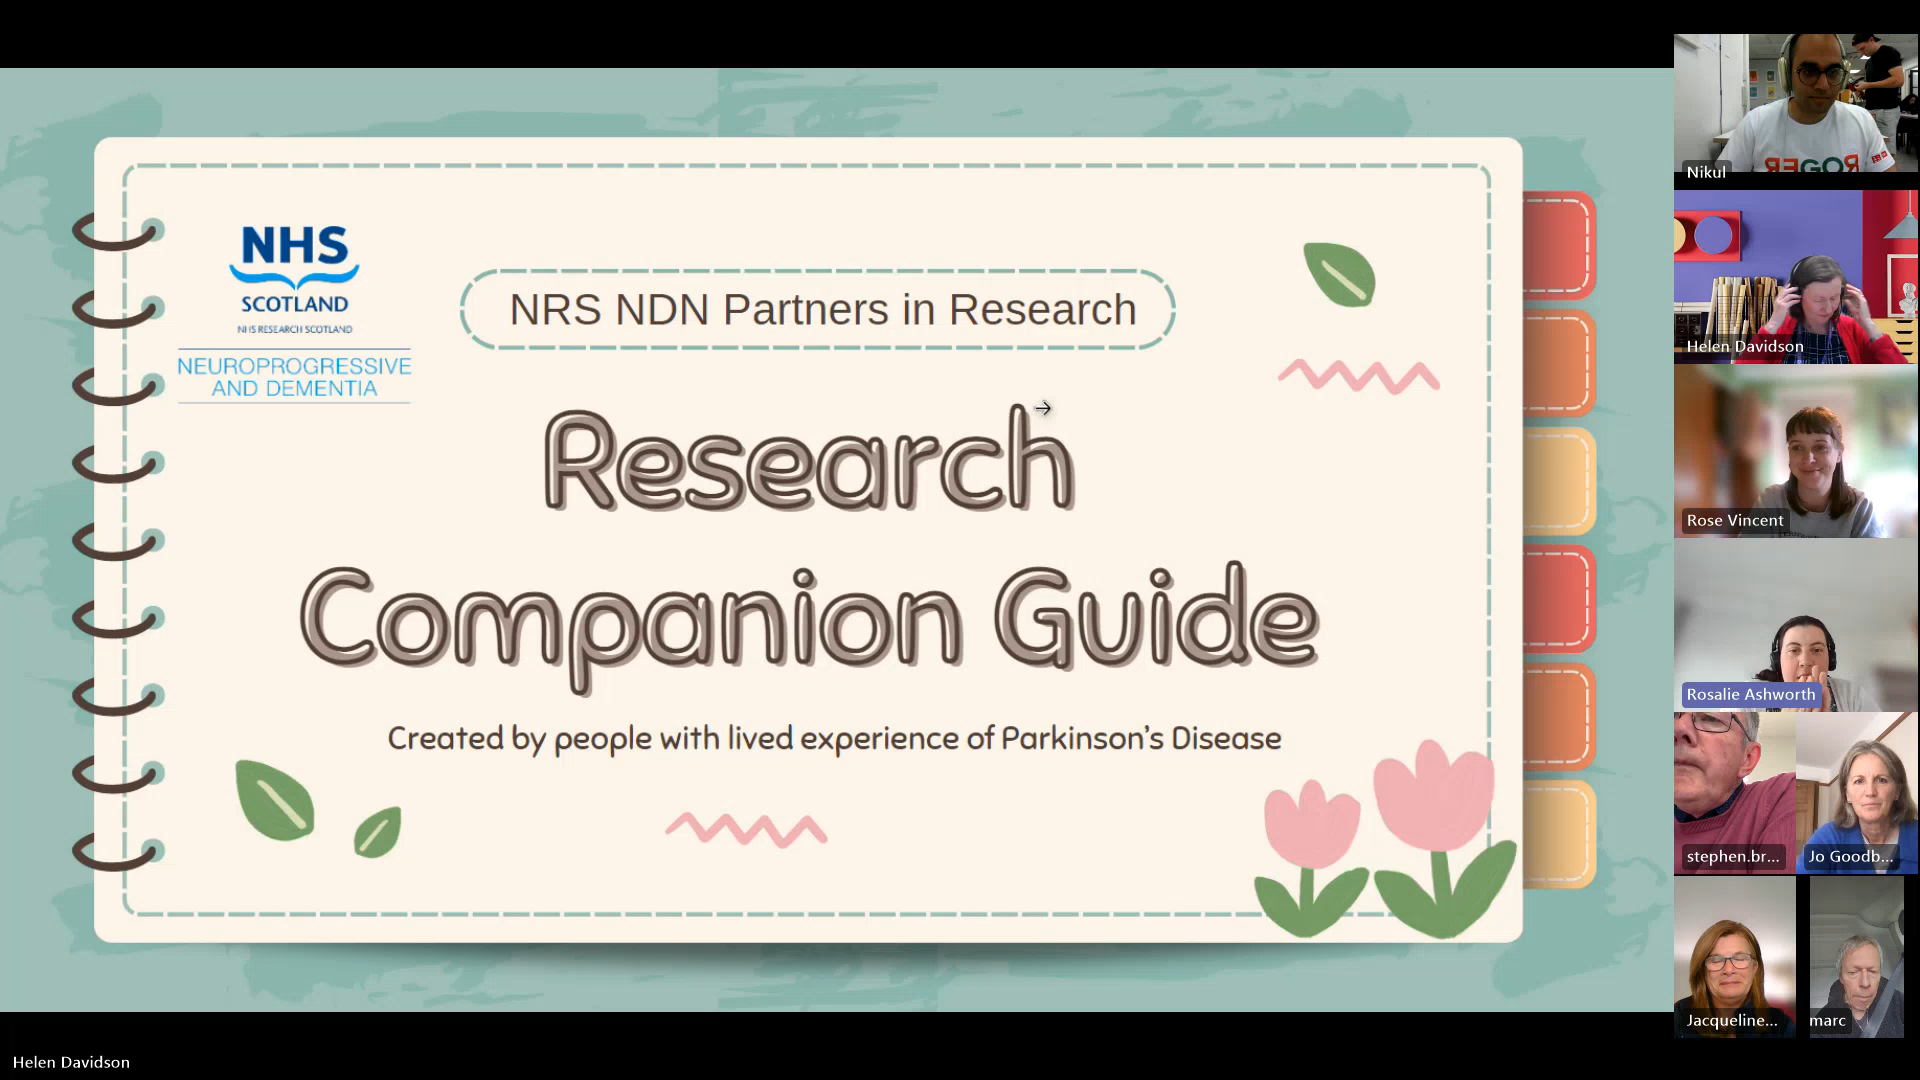 NHS
SCOTLAND
NHS RESEARCH SCOTLAND
NEUROPROGRESSIVE
AND DEMENTIA
NRS NDN Partners in Research
Research
Companion Guide
Created by people with lived experience of Parkinson's Disease
Helen Davidson
ROGER
Nikul
Helen Davidson
Rose Vincent
Rosalie Ashworth
stephen.br...
Jo Goodb...
Jacqueline...
marc